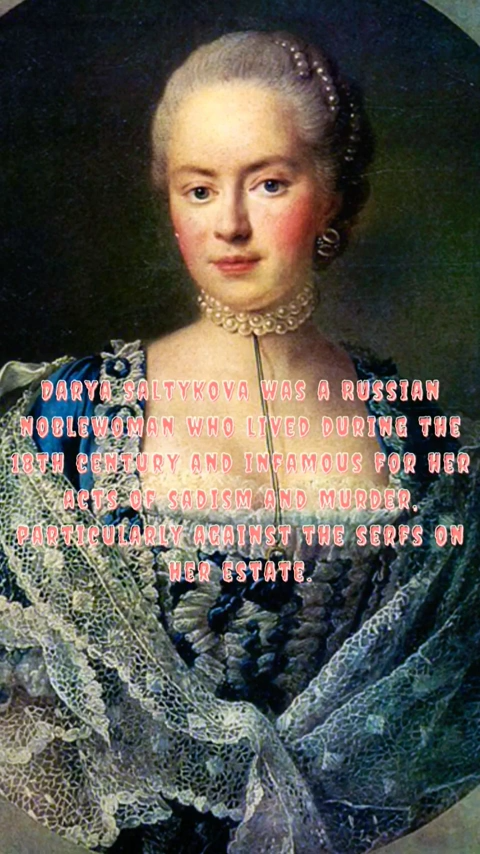 DARYA SALTYKOVA WAS A RUSSIAN
NOBLEWOMAN WHO LIVED DURING THE
18TH CENTURY AND INFAMOUS FOR HER
ACTS OF SADISM AND MURDER,
PARTICULARLY AGAINST THE SERFS ON
HER ESTATE.